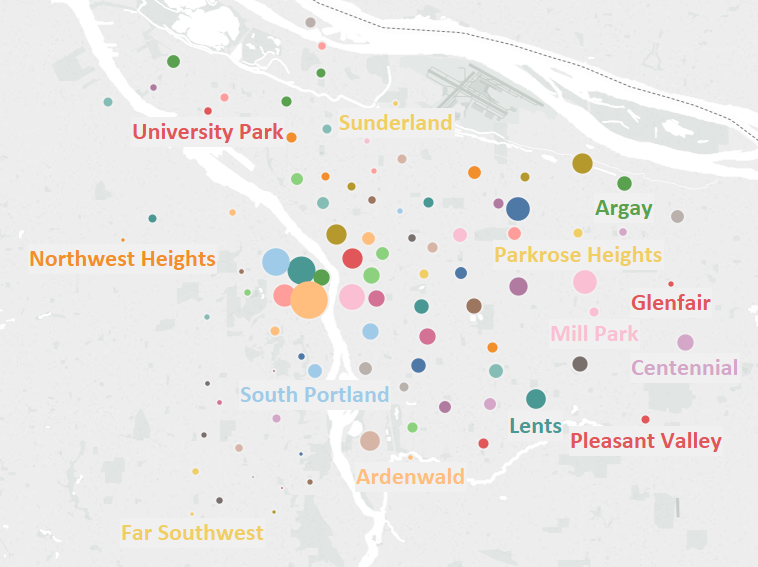 Sunderland
University Park
Argay
Parkrose Heights
Northwest Heights
Glenfair
Mill Park
Centennial
South Portland
Lents
Pleasant Valley
Ardenwald
Far Southwest